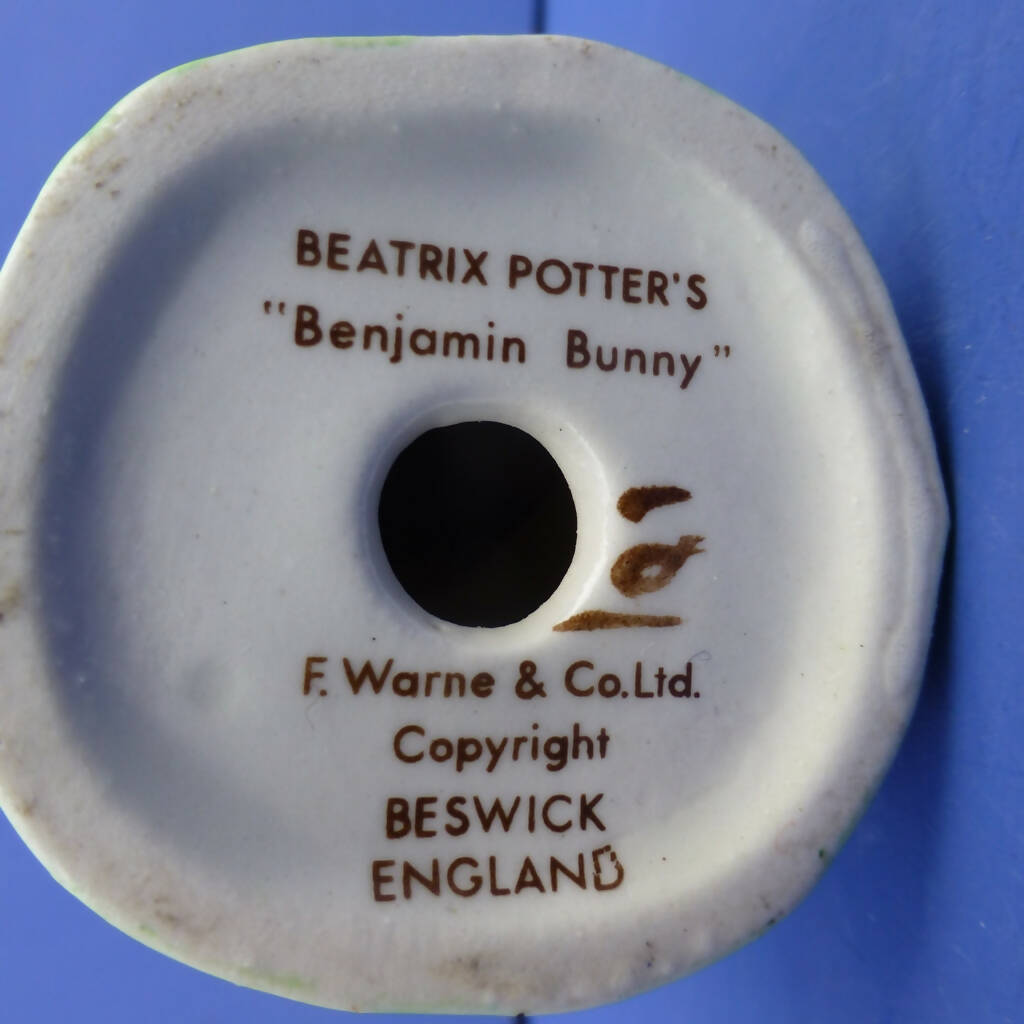 BEATRIX POTTER'S
"Benjamin Bunny"
F. Warne & Co.Ltd.
Copyright
BESWICK
ENGLAND